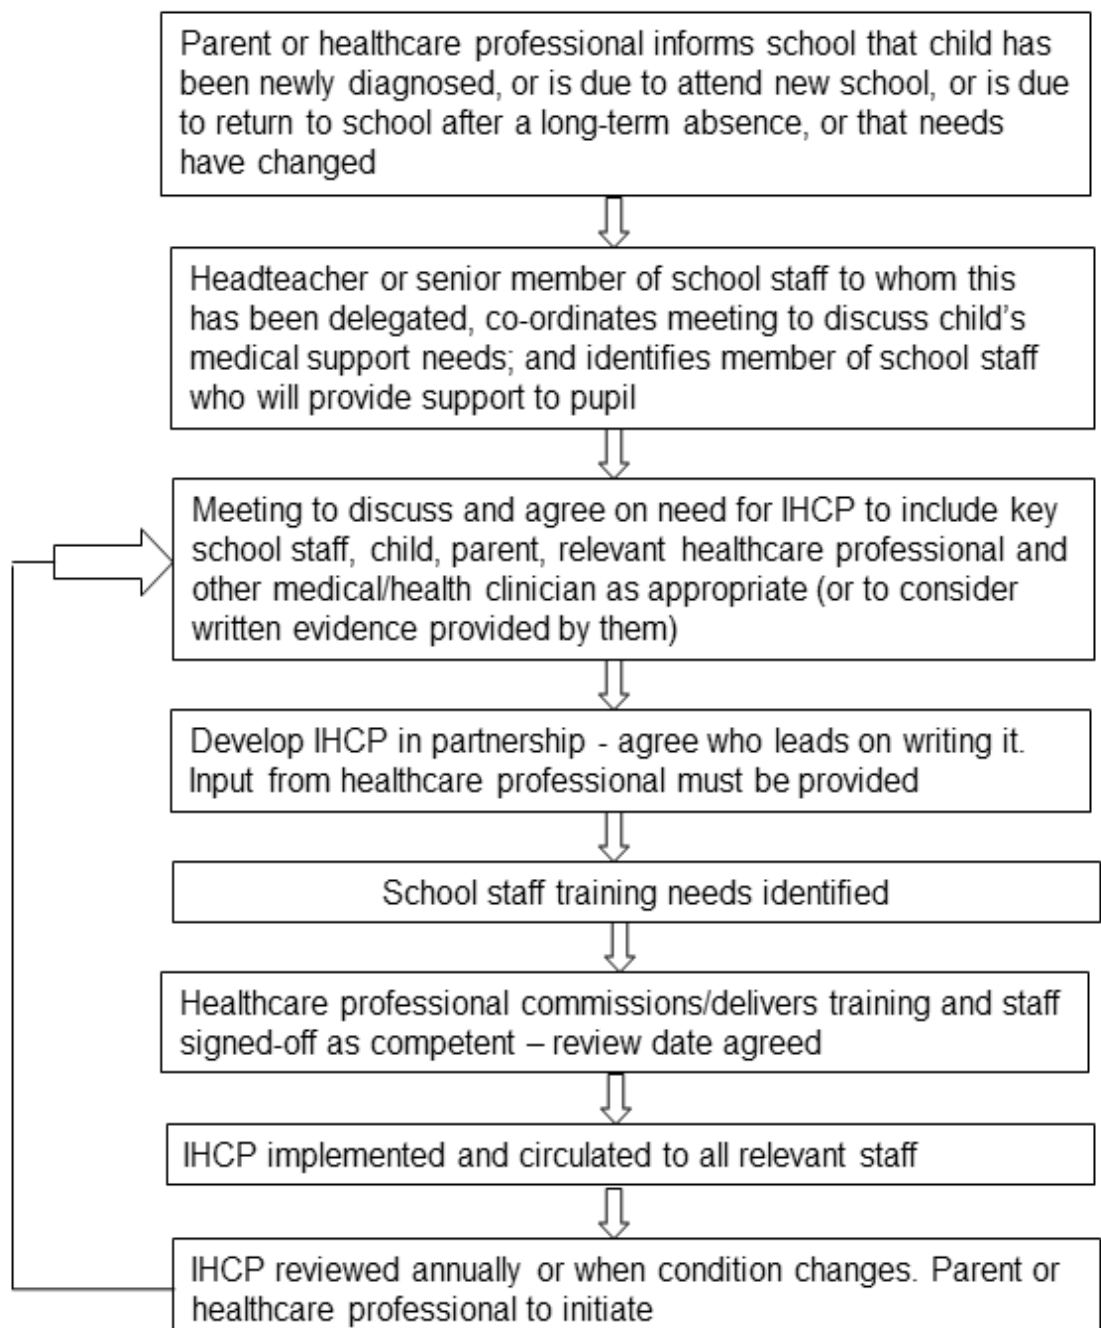 Parent or healthcare professional informs school that child has
been newly diagnosed, or is due to attend new school, or is due
to return to school after a long-term absence, or that needs
have changed
Headteacher or senior member of school staff to whom this
has been delegated, co-ordinates meeting to discuss child's
medical support needs; and identifies member of school staff
who will provide support to pupil
Meeting to discuss and agree on need for IHCP to include key
school staff, child, parent, relevant healthcare professional and
other medical/health clinician as appropriate (or to consider
written evidence provided by them)
Develop IHCP in partnership - agree who leads on writing it.
Input from healthcare professional must be provided
School staff training needs identified
Healthcare professional commissions/delivers training and staff
signed-off as competent – review date agreed
IHCP implemented and circulated to all relevant staff
IHCP reviewed annually or when condition changes. Parent or
healthcare professional to initiate